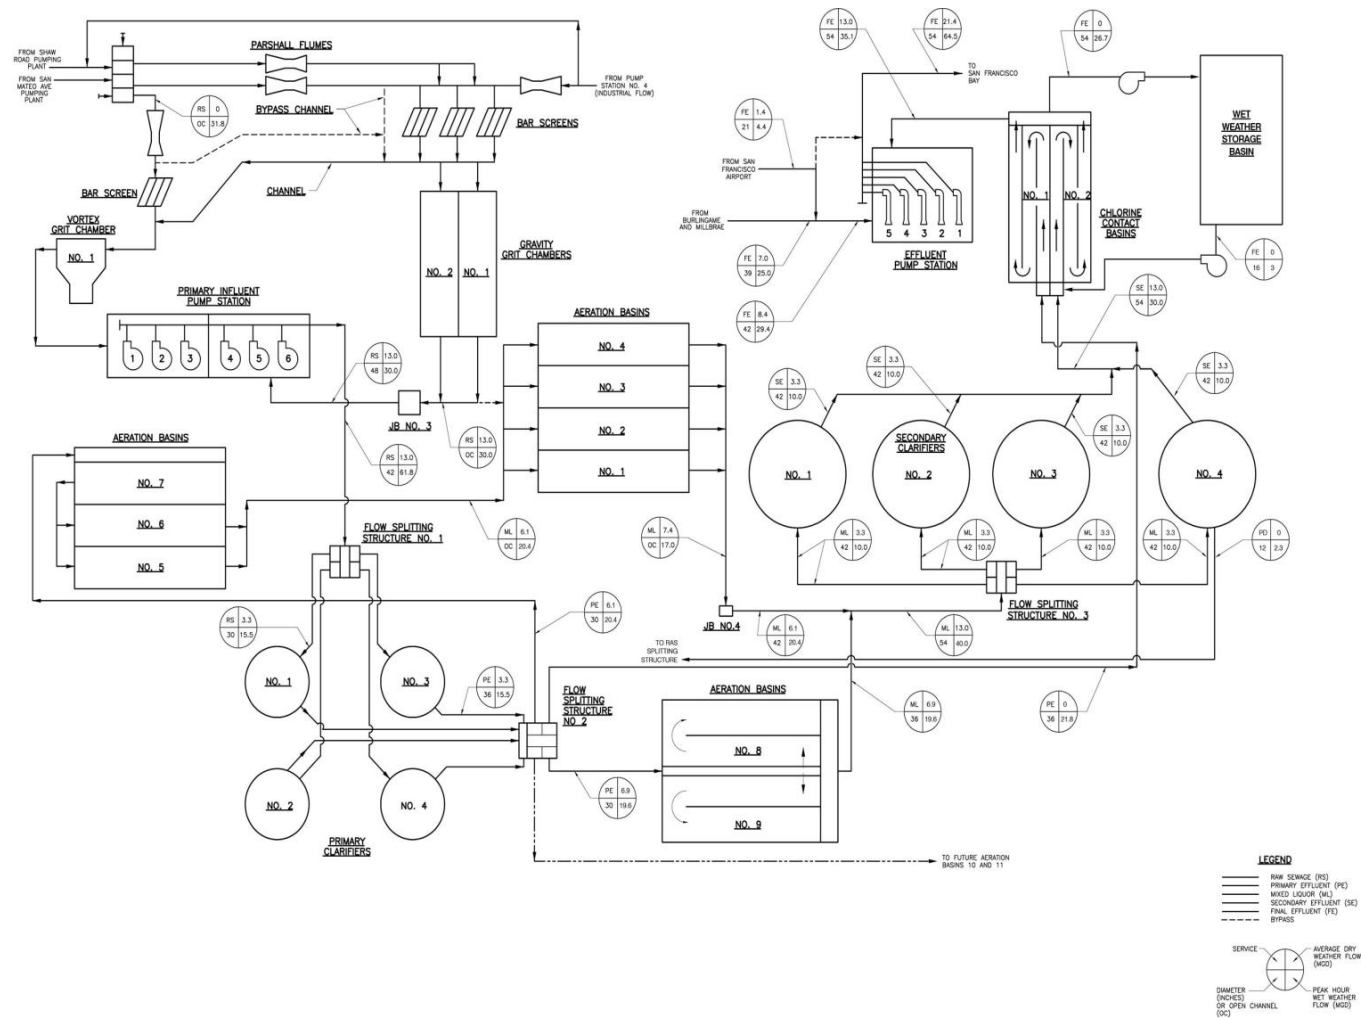 FROM SHAW
ROAD PUMPING
PLANT
FROM SAN
MATEO AVE
PUMPING
PLANT
PARSHALL FLUMES
FROM PUMP
STATION NO. 4
(INDUSTRIAL FLOW)
RS 0
OC 31.8
BYPASS CHANNEL
BAR SCREENS
BAR SCREEN
CHANNEL
VORTEX
GRIT CHAMBER
NO. 1
GRAVITY
GRIT CHAMBERS
NO. 2
NO. 1
PRIMARY INFLUENT
PUMP STATION
1 2 3 4 5 6
RS 13.0
48 30.0
JB NO. 3
RS 13.0
OC 30.0
RS 13.0
42 61.8
AERATION BASINS
NO. 4
NO. 3
NO. 2
NO. 1
AERATION BASINS
NO. 7
NO. 6
NO. 5
ML 6.1
OC 20.4
FLOW SPLITTING
STRUCTURE NO. 1
RS 3.3
30 15.5
NO. 1
NO. 3
NO. 2
NO. 4
PRIMARY
CLARIFIERS
PE 3.3
36 15.5
PE 6.1
30 20.4
FLOW
SPLITTING
STRUCTURE
NO 2
PE 6.9
30 19.6
AERATION BASINS
NO. 8
NO. 9
TO FUTURE AERATION
BASINS 10 AND 11
ML 7.4
OC 17.0
JB NO.4
ML 6.1
42 20.4
ML 13.0
54 40.0
TO RAS
SPLITTING
STRUCTURE
ML 6.9
36 19.6
PE 0
36 21.8
FLOW SPLITTING
STRUCTURE NO. 3
ML 3.3
42 10.0
ML 3.3
42 10.0
ML 3.3
42 10.0
ML 3.3
42 10.0
PD 0
12 2.3
SECONDARY
CLARIFIERS
NO. 1
NO. 2
NO. 3
NO. 4
SE 3.3
42 10.0
SE 3.3
42 10.0
SE 3.3
42 10.0
SE 3.3
42 10.0
SE 13.0
54 30.0
FE 13.0
54 35.1
FE 21.4
54 64.5
TO
SAN FRANCISCO
BAY
FE 1.4
21 4.4
FROM SAN
FRANCISCO
AIRPORT
FROM
BURLINGAME
AND MILLBRAE
FE 7.0
39 25.0
FE 8.4
42 29.4
5 4 3 2 1
EFFLUENT
PUMP STATION
FE 0
54 26.7
NO. 1
NO. 2
CHLORINE
CONTACT
BASINS
WET
WEATHER
STORAGE
BASIN
FE 0
16 3
LEGEND
RAW SEWAGE (RS)
PRIMARY EFFLUENT (PE)
MIXED LIQUOR (ML)
SECONDARY EFFLUENT (SE)
FINAL EFFLUENT (FE)
BYPASS
SERVICE
AVERAGE DRY
WEATHER FLOW
(MGD)
DIAMETER
(INCHES)
OR OPEN CHANNEL
(OC)
PEAK HOUR
WET WEATHER
FLOW (MGD)